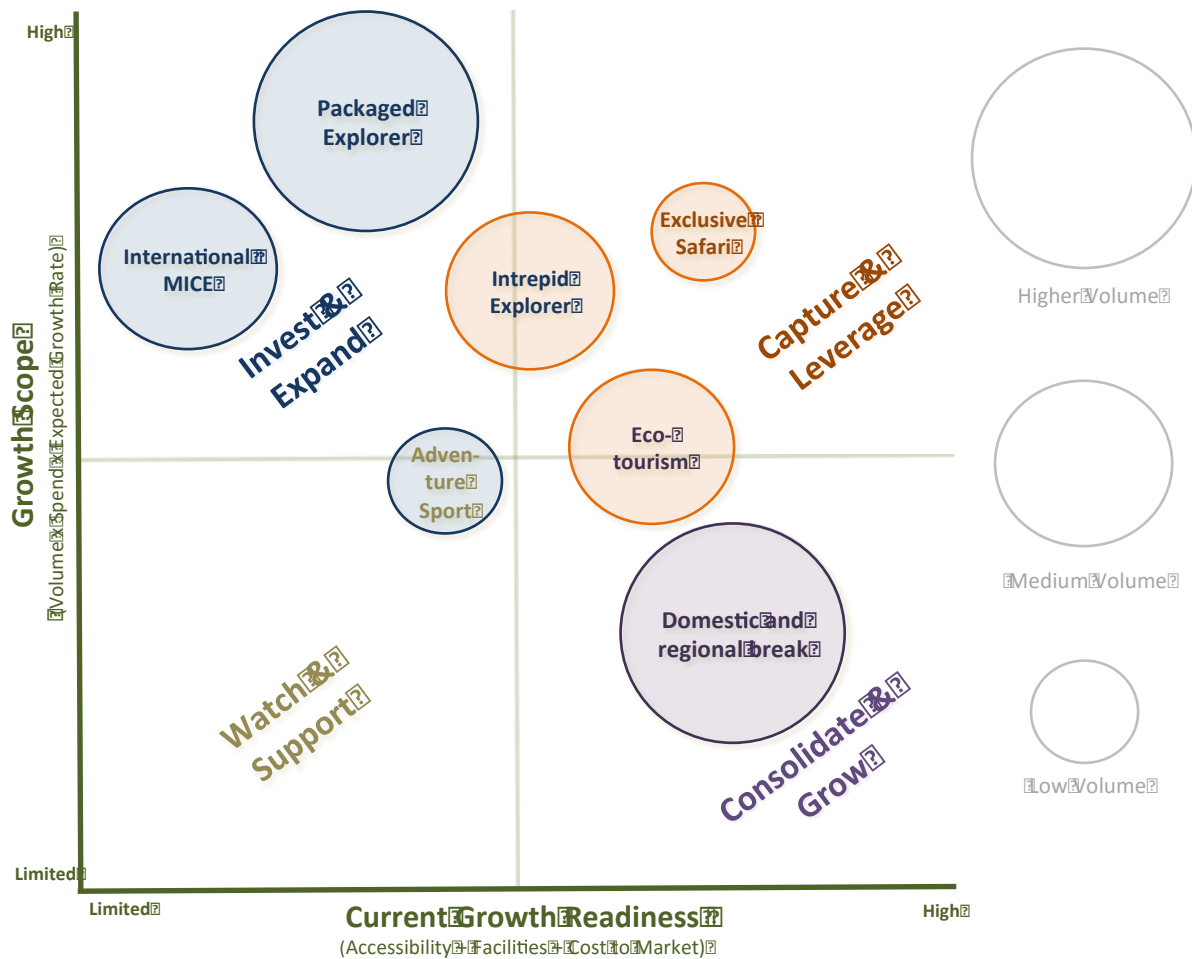 High
Packaged
Explorer
International
MICE
Exclusive
Safari
Intrepid
Explorer
Invest &
Expand
Capture &
Leverage
Higher Volume
Growth Scope
(Volume x Spend x Expected Growth Rate)
Adven-
ture
Sport
Eco-
tourism
Medium Volume
Domestic and
regional break
Watch &
Support
Consolidate &
Grow
Low Volume
Limited
Limited
High
Current Growth Readiness
(Accessibility + Facilities + Cost to Market)